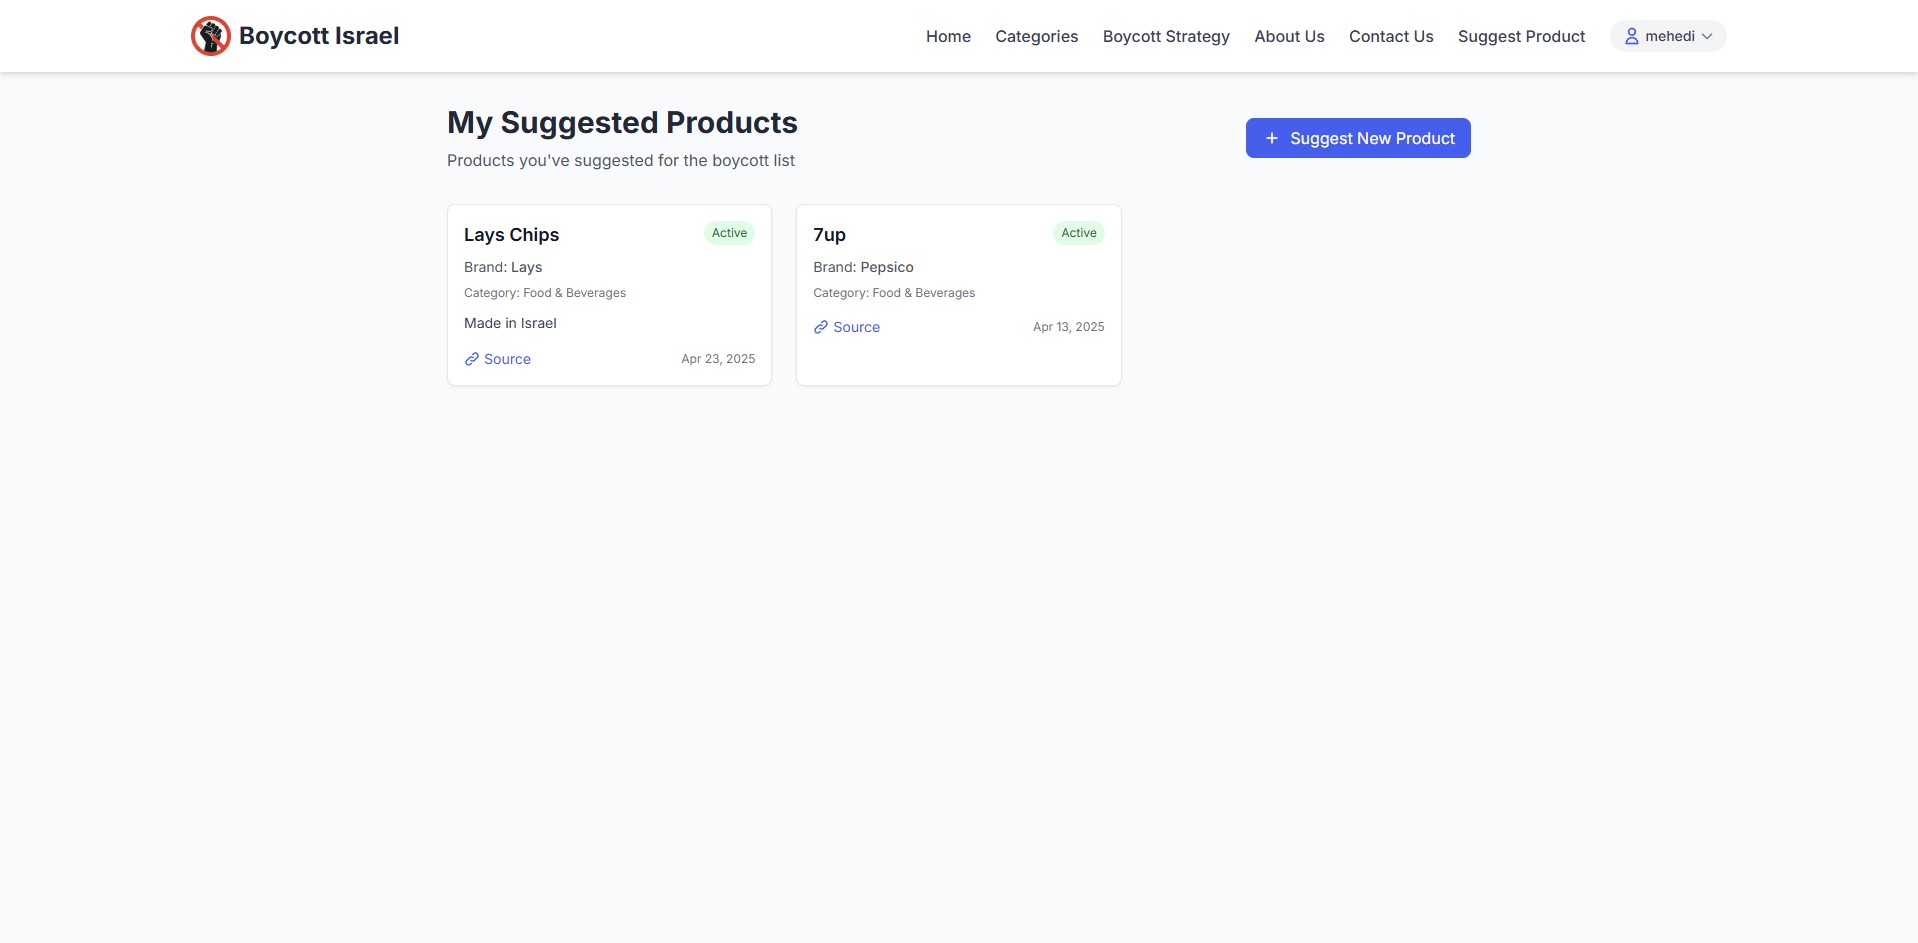 Boycott Israel
Home Categories Boycott Strategy About Us Contact Us Suggest Product mehedi
My Suggested Products
Products you've suggested for the boycott list
+ Suggest New Product
Lays Chips Active
Brand: Lays
Category: Food & Beverages
Made in Israel
Source Apr 23, 2025
7up Active
Brand: Pepsico
Category: Food & Beverages
Source Apr 13, 2025